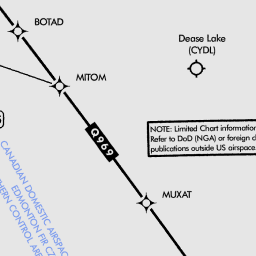 BOTAD
Dease Lake
(CYDL)
MITOM
Q969
NOTE: Limited Chart information
Refer to DoD (NGA) or foreign
publications outside US airspace.
CANADIAN DOMESTIC
EDMONTON FIR
CONTROL
MUXAT